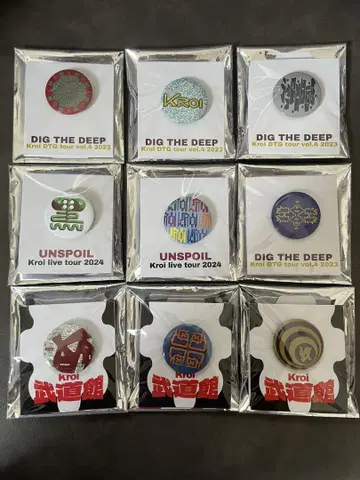 DIG THE DEEP
Kroi DTG tour vol.4 2023
KROI
DIG THE DEEP
Kroi DTG tour vol.4 2023
DIG THE DEEP
Kroi DTG tour vol.4 2023
UNSPOIL
Kroi live tour 2024
UNSPOIL
Kroi live tour 2024
DIG THE DEEP
Kroi DTG tour vol.4 2023
Kroi
武道館
Kroi
武道館
Kroi
武道館